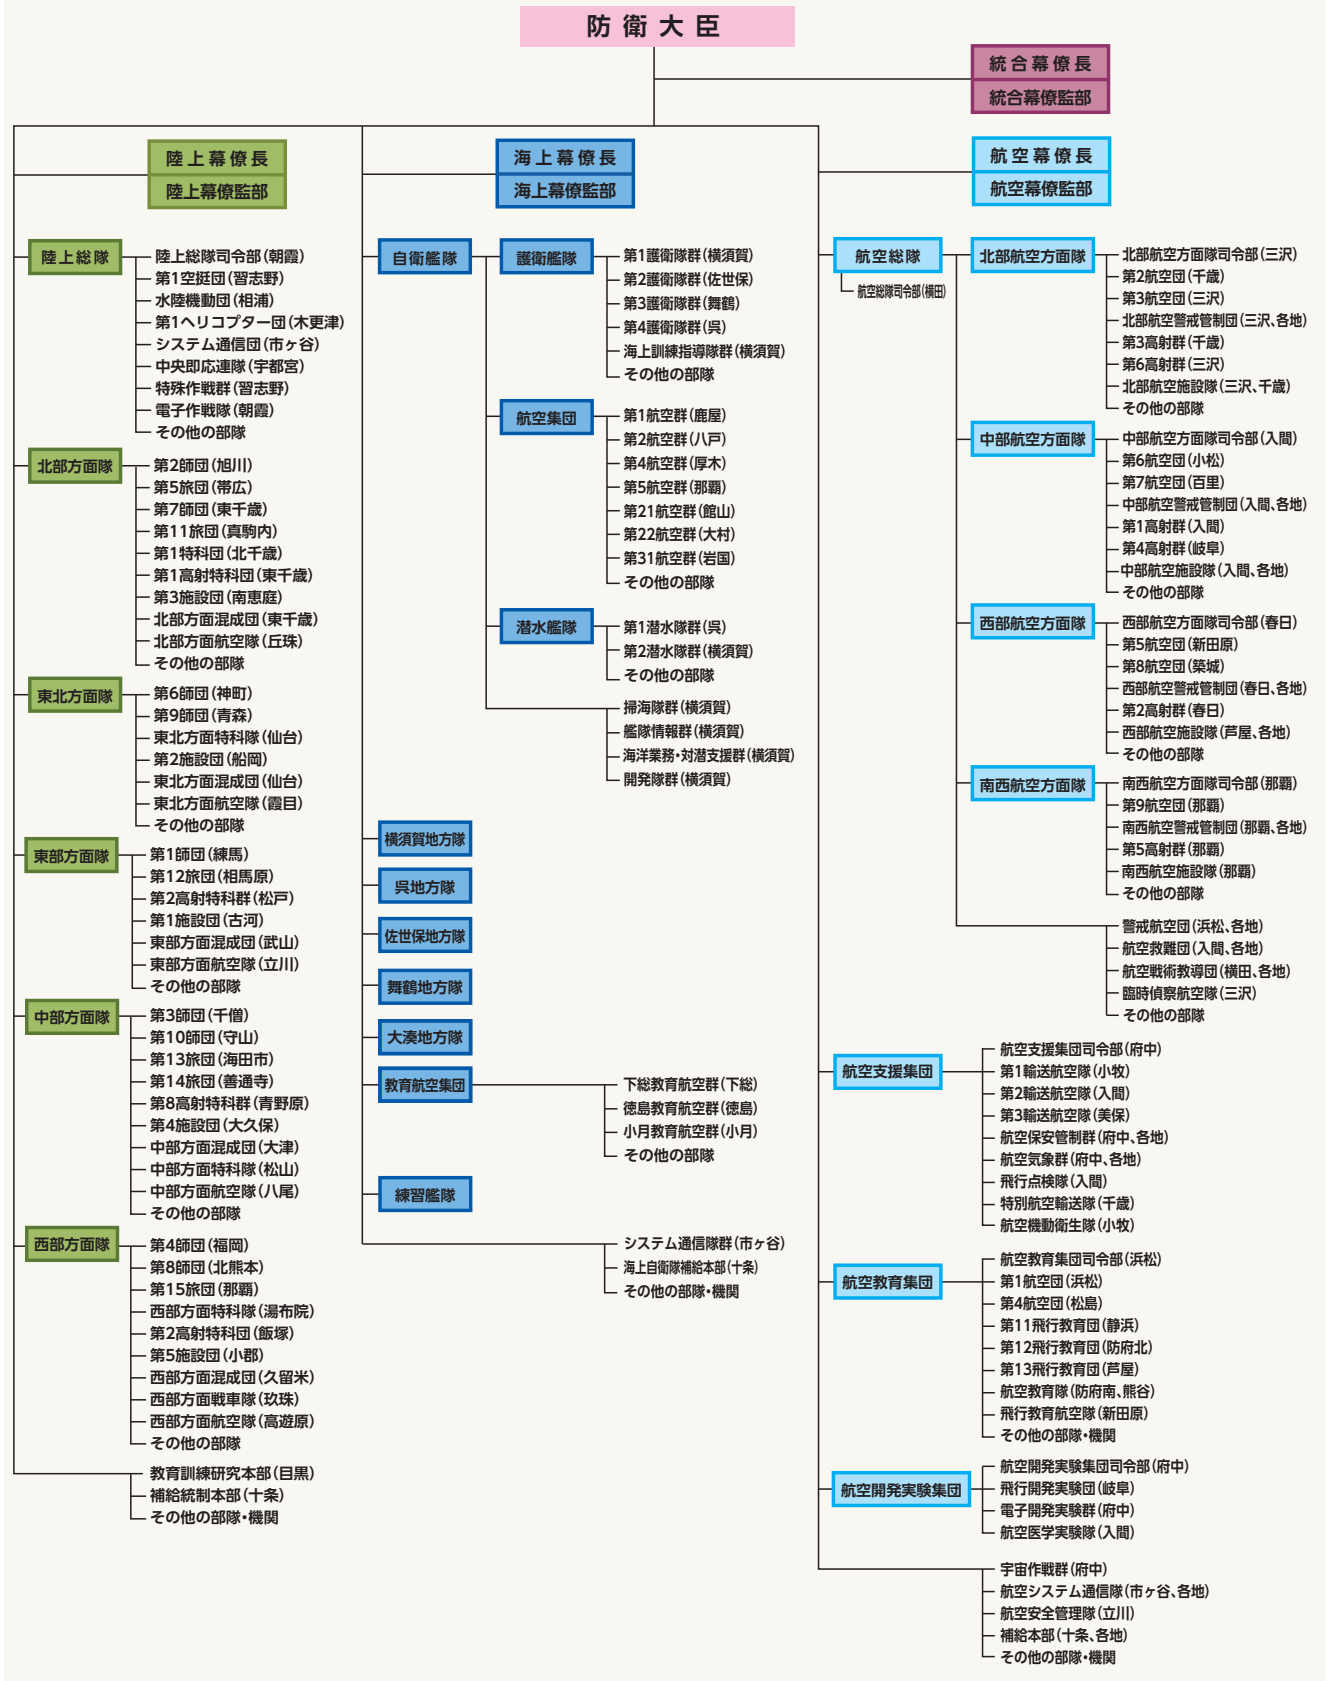 防衛大臣
統合幕僚長
統合幕僚監部
陸上幕僚長
陸上幕僚監部
陸上総隊
陸上総隊司令部(朝霞)
第1空挺団(習志野)
水陸機動団(相浦)
第1ヘリコプター団(木更津)
システム通信団(市ヶ谷)
中央即応連隊(宇都宮)
特殊作戦群(習志野)
電子作戦隊(朝霞)
その他の部隊
北部方面隊
第2師団(旭川)
第5旅団(帯広)
第7師団(東千歳)
第11旅団(真駒内)
第1特科団(北千歳)
第1高射特科団(東千歳)
第3施設団(南恵庭)
北部方面混成団(東千歳)
北部方面航空隊(丘珠)
その他の部隊
東北方面隊
第6師団(神町)
第9師団(青森)
東北方面特科隊(仙台)
第2施設団(船岡)
東北方面混成団(仙台)
東北方面航空隊(霞目)
その他の部隊
東部方面隊
第1師団(練馬)
第12旅団(相馬原)
第2高射特科群(松戸)
第1施設団(古河)
東部方面混成団(武山)
東部方面航空隊(立川)
その他の部隊
中部方面隊
第3師団(千僧)
第10師団(守山)
第13旅団(海田市)
第14旅団(善通寺)
第8高射特科群(青野原)
第4施設団(大久保)
中部方面混成団(大津)
中部方面特科隊(松山)
中部方面航空隊(八尾)
その他の部隊
西部方面隊
第4師団(福岡)
第8師団(北熊本)
第15旅団(那覇)
西部方面特科隊(湯布院)
第2高射特科団(飯塚)
第5施設団(小郡)
西部方面混成団(久留米)
西部方面戦車隊(玖珠)
西部方面航空隊(高遊原)
その他の部隊
教育訓練研究本部(目黒)
補給統制本部(十条)
その他の部隊・機関
海上幕僚長
海上幕僚監部
自衛艦隊
護衛艦隊
第1護衛隊群(横須賀)
第2護衛隊群(佐世保)
第3護衛隊群(舞鶴)
第4護衛隊群(呉)
海上訓練指導隊群(横須賀)
その他の部隊
航空集団
第1航空群(鹿屋)
第2航空群(八戸)
第4航空群(厚木)
第5航空群(那覇)
第21航空群(館山)
第22航空群(大村)
第31航空群(岩国)
その他の部隊
潜水艦隊
第1潜水隊群(呉)
第2潜水隊群(横須賀)
その他の部隊
掃海隊群(横須賀)
艦隊情報群(横須賀)
海洋業務・対潜支援群(横須賀)
開発隊群(横須賀)
横須賀地方隊
呉地方隊
佐世保地方隊
舞鶴地方隊
大湊地方隊
教育航空集団
下総教育航空群(下総)
徳島教育航空群(徳島)
小月教育航空群(小月)
その他の部隊
練習艦隊
システム通信隊群(市ヶ谷)
海上自衛隊補給本部(十条)
その他の部隊・機関
航空幕僚長
航空幕僚監部
航空総隊
航空総隊司令部(横田)
北部航空方面隊
北部航空方面隊司令部(三沢)
第2航空団(千歳)
第3航空団(三沢)
北部航空警戒管制団(三沢、各地)
第3高射群(千歳)
第6高射群(三沢)
北部航空施設隊(三沢、千歳)
その他の部隊
中部航空方面隊
中部航空方面隊司令部(入間)
第6航空団(小松)
第7航空団(百里)
中部航空警戒管制団(入間、各地)
第1高射群(入間)
第4高射群(岐阜)
中部航空施設隊(入間、各地)
その他の部隊
西部航空方面隊
西部航空方面隊司令部(春日)
第5航空団(新田原)
第8航空団(築城)
西部航空警戒管制団(春日、各地)
第2高射群(春日)
西部航空施設隊(芦屋、各地)
その他の部隊
南西航空方面隊
南西航空方面隊司令部(那覇)
第9航空団(那覇)
南西航空警戒管制団(那覇、各地)
第5高射群(那覇)
南西航空施設隊(那覇)
その他の部隊
警戒航空団(浜松、各地)
航空救難団(入間、各地)
航空戦術教導団(横田、各地)
臨時偵察航空隊(三沢)
その他の部隊
航空支援集団
航空支援集団司令部(府中)
第1輸送航空隊(小牧)
第2輸送航空隊(入間)
第3輸送航空隊(美保)
航空保安管制群(府中、各地)
航空気象群(府中、各地)
飛行点検隊(入間)
特別航空輸送隊(千歳)
航空機動衛生隊(小牧)
航空教育集団
航空教育集団司令部(浜松)
第1航空団(浜松)
第4航空団(松島)
第11飛行教育団(静浜)
第12飛行教育団(防府北)
第13飛行教育団(芦屋)
航空教育隊(防府南、熊谷)
飛行教育航空隊(新田原)
その他の部隊・機関
航空開発実験集団
航空開発実験集団司令部(府中)
飛行開発実験団(岐阜)
電子開発実験群(府中)
航空医学実験隊(入間)
宇宙作戦群(府中)
航空システム通信隊(市ヶ谷、各地)
航空安全管理隊(立川)
補給本部(十条、各地)
その他の部隊・機関